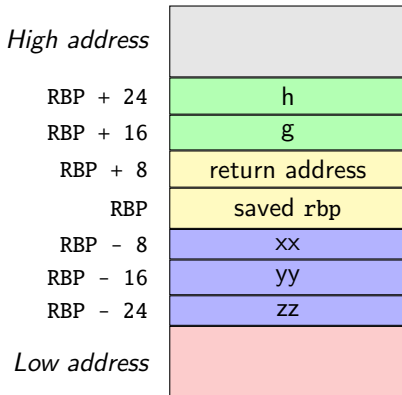 High address
RBP + 24 h
RBP + 16 g
RBP + 8 return address
RBP saved rbp
RBP - 8 xx
RBP - 16 yy
RBP - 24 zz
Low address